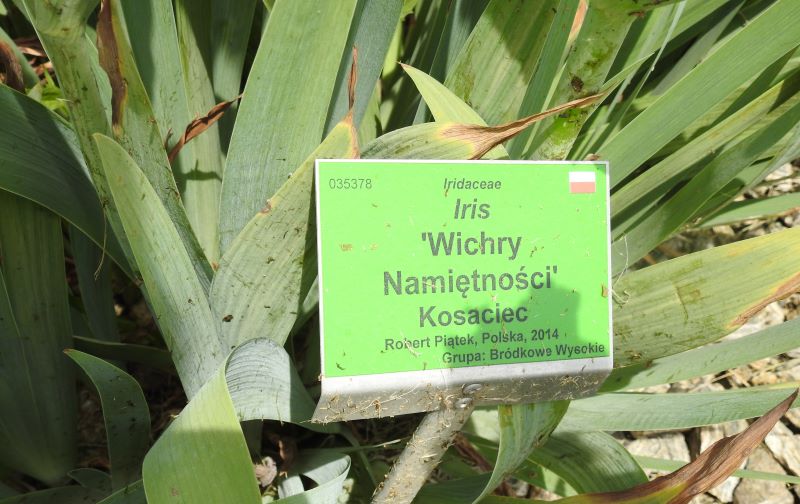 035378 Iridaceae
Iris
'Wichry
Namiętności'
Kosaciec
Robert Piątek, Polska, 2014
Grupa: Bródkowe Wysokie